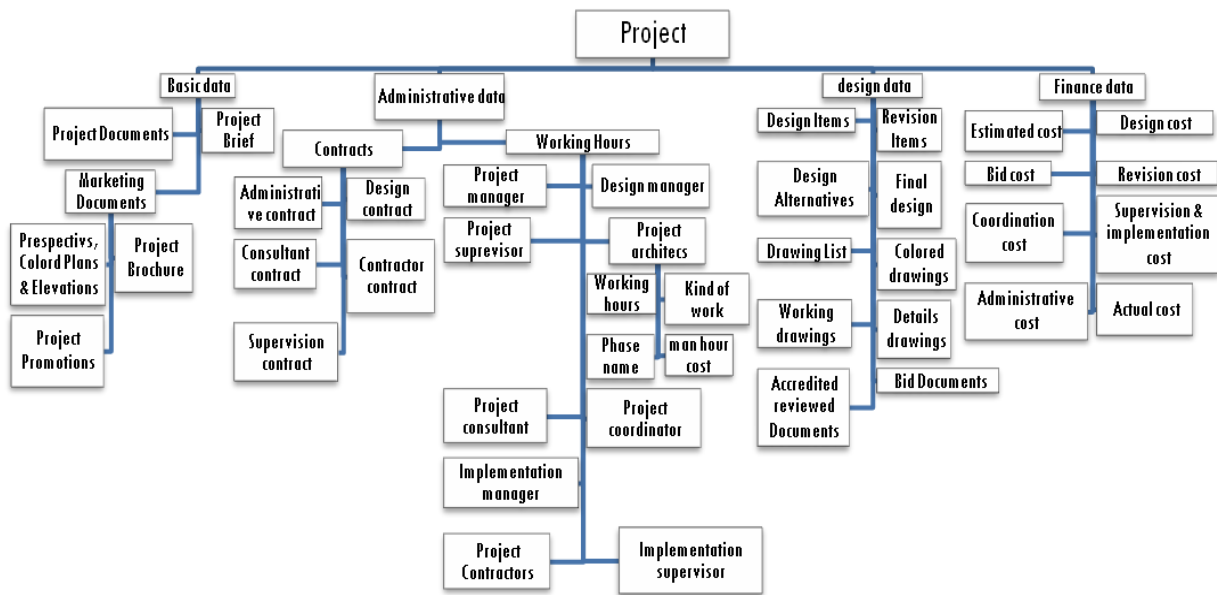 Project
Basic data
Project Documents
Project
Brief
Marketing
Documents
Prespectivs,
Colord Plans
& Elevations
Project
Brochure
Project
Promotions
Administrative data
Contracts
Administrati
ve contract
Design
contract
Consultant
contract
Contractor
contract
Supervision
contract
Working Hours
Project
manager
Design manager
Project
suprevisor
Project
architecs
Working
hours
Kind of
work
Phase
name
man hour
cost
Project
consultant
Project
coordinator
Implementation
manager
Project
Contractors
Implementation
supervisor
design data
Design Items
Revision
Items
Design
Alternatives
Final
design
Drawing List
Colored
drawings
Working
drawings
Details
drawings
Accredited
reviewed
Documents
Bid Documents
Finance data
Estimated cost
Design cost
Bid cost
Revision cost
Coordination
cost
Supervision &
implementation
cost
Administrative
cost
Actual cost